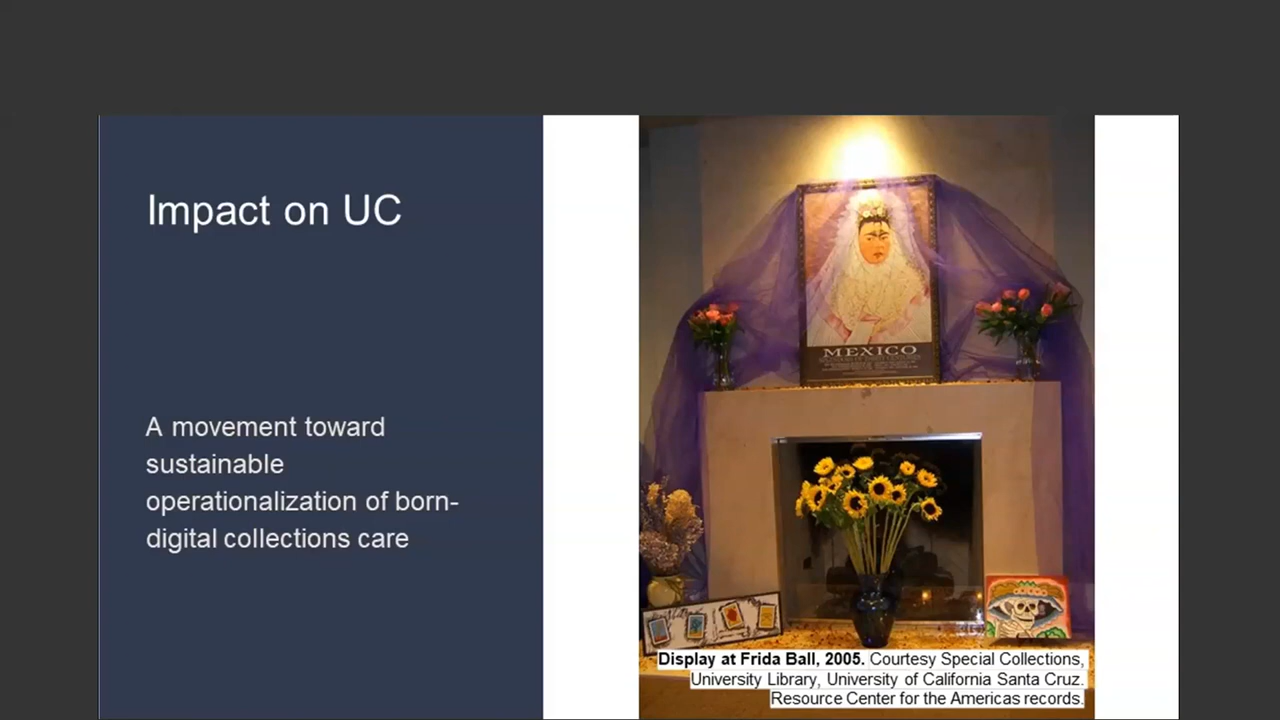 Impact on UC
A movement toward
sustainable
operationalization of born-
digital collections care
MEXICO
Display at Frida Ball, 2005. Courtesy Special Collections,
University Library, University of California Santa Cruz.
Resource Center for the Americas records.